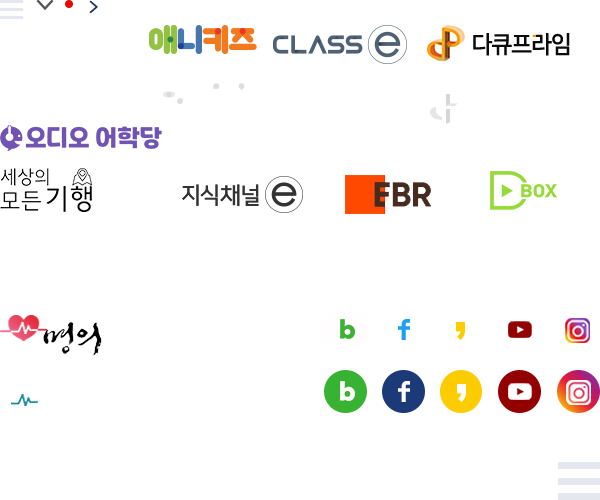 애니키즈
CLASS e
다큐프라임
오디오 어학당
세상의
모든 기행
지식채널 e
EBR
D BOX
명의
b f , 
b f ,